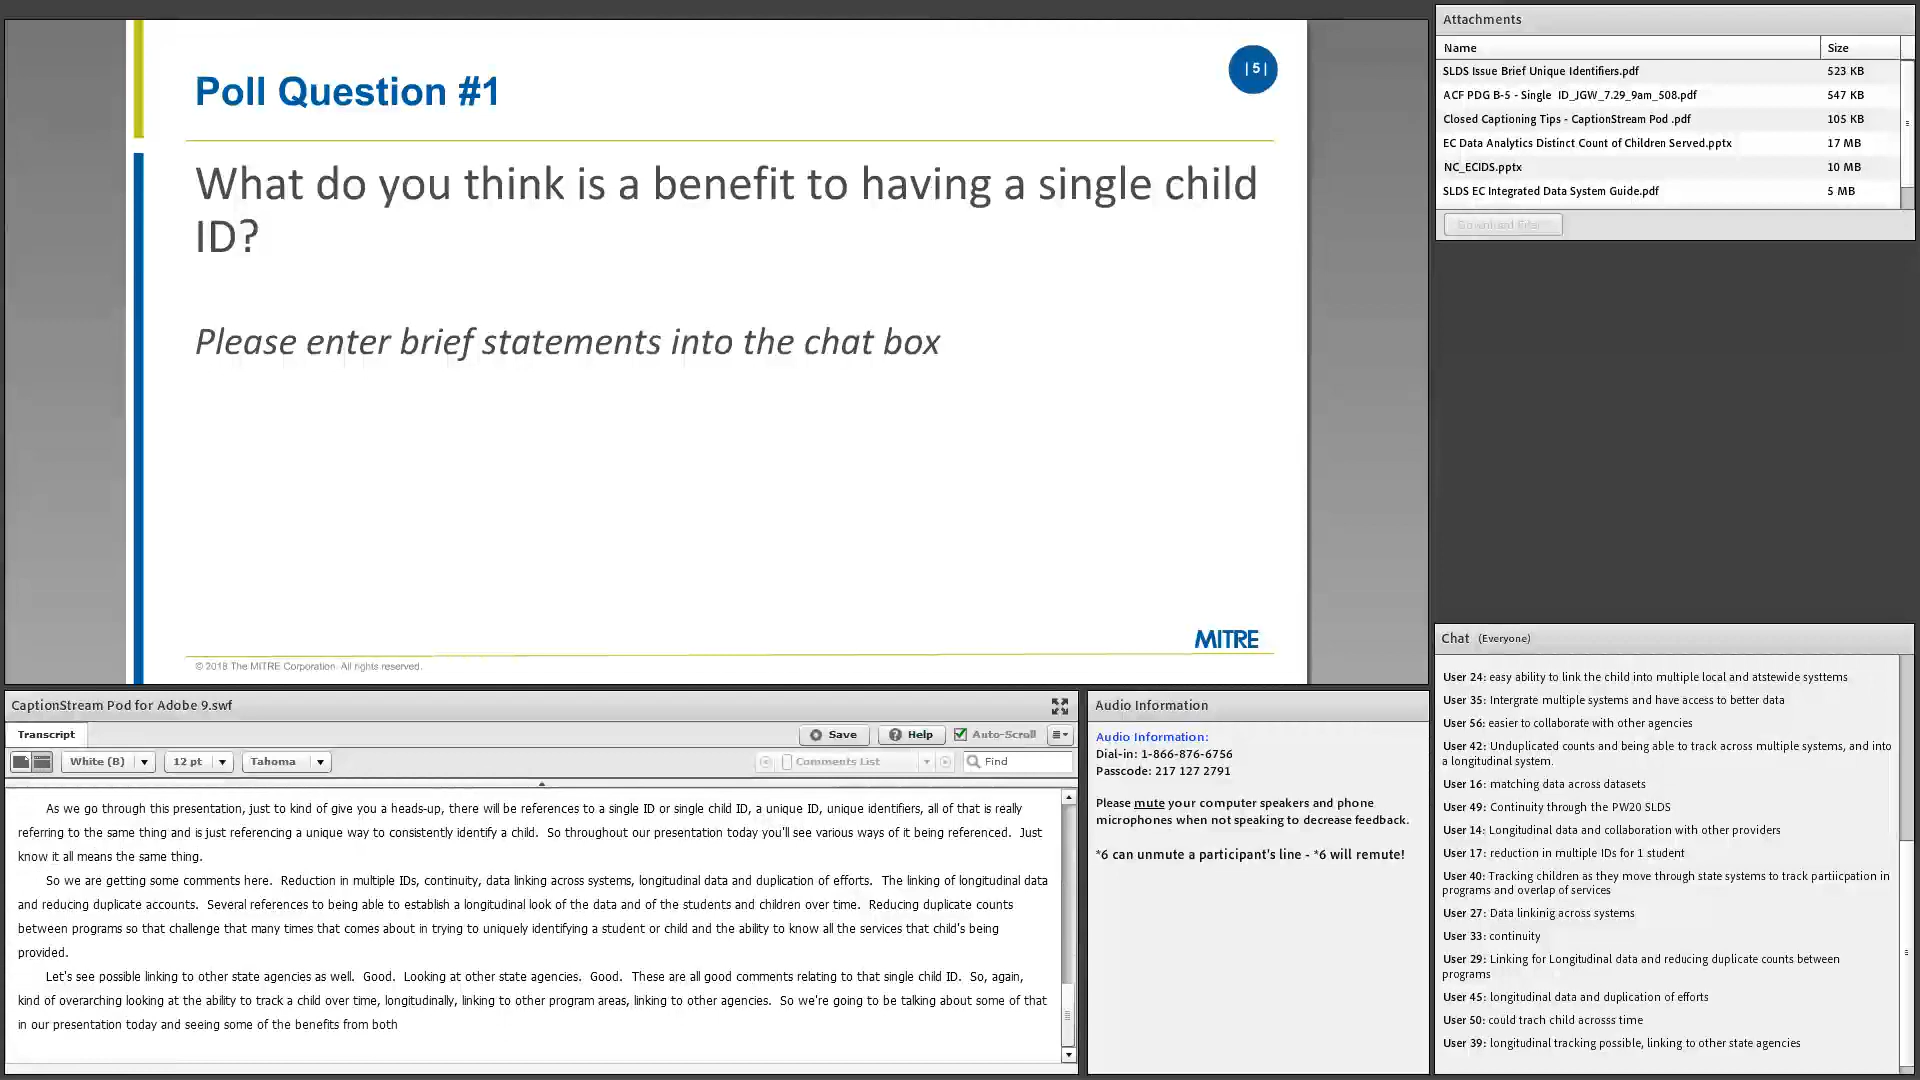 Poll Question #1
| 5 |
What do you think is a benefit to having a single child
ID?
Please enter brief statements into the chat box
MITRE
© 2018 The MITRE Corporation. All rights reserved.
Attachments
Name Size
SLDS Issue Brief Unique Identifiers.pdf 523 KB
ACF PDG B-5 - Single ID_JGW_7.29_9am_508.pdf 547 KB
Closed Captioning Tips - CaptionStream Pod .pdf 105 KB
EC Data Analytics Distinct Count of Children Served.pptx 17 MB
NC_ECIDS.pptx 10 MB
SLDS EC Integrated Data System Guide.pdf 5 MB
Download File
CaptionStream Pod for Adobe 9.swf
Transcript Save Help Auto-Scroll
White (B) 12 pt Tahoma Comments List Find
As we go through this presentation, just to kind of give you a heads-up, there will be references to a single ID or single child ID, a unique ID, unique identifiers, all of that is really
referring to the same thing and is just referencing a unique way to consistently identify a child. So throughout our presentation today you'll see various ways of it being referenced. Just
know it all means the same thing.
So we are getting some comments here. Reduction in multiple IDs, continuity, data linking across systems, longitudinal data and duplication of efforts. The linking of longitudinal data
and reducing duplicate accounts. Several references to being able to establish a longitudinal look of the data and of the students and children over time. Reducing duplicate counts
between programs so that challenge that many times that comes about in trying to uniquely identifying a student or child and the ability to know all the services that child's being
provided.
Let's see possible linking to other state agencies as well. Good. Looking at other state agencies. Good. These are all good comments relating to that single child ID. So, again,
kind of overarching looking at the ability to track a child over time, longitudinally, linking to other program areas, linking to other agencies. So we're going to be talking about some of that
in our presentation today and seeing some of the benefits from both
Audio Information
Audio Information:
Dial-in: 1-866-876-6756
Passcode: 217 127 2791
Please mute your computer speakers and phone
microphones when not speaking to decrease feedback.
*6 can unmute a participant's line - *6 will remute!
Chat (Everyone)
User 24: easy ability to link the child into multiple local and atstewide systtems
User 35: Intergrate multiple systems and have access to better data
User 56: easier to collaborate with other agencies
User 42: Unduplicated counts and being able to track across multiple systems, and into
a longitudinal system.
User 16: matching data across datasets
User 49: Continuity through the PW20 SLDS
User 14: Longitudinal data and collaboration with other providers
User 17: reduction in multiple IDs for 1 student
User 40: Tracking children as they move through state systems to track partiicpation in
programs and overlap of services
User 27: Data linkinig across systems
User 33: continuity
User 29: Linking for Longitudinal data and reducing duplicate counts between
programs
User 45: longitudinal data and duplication of efforts
User 50: could trach child acrosss time
User 39: longitudinal tracking possible, linking to other state agencies